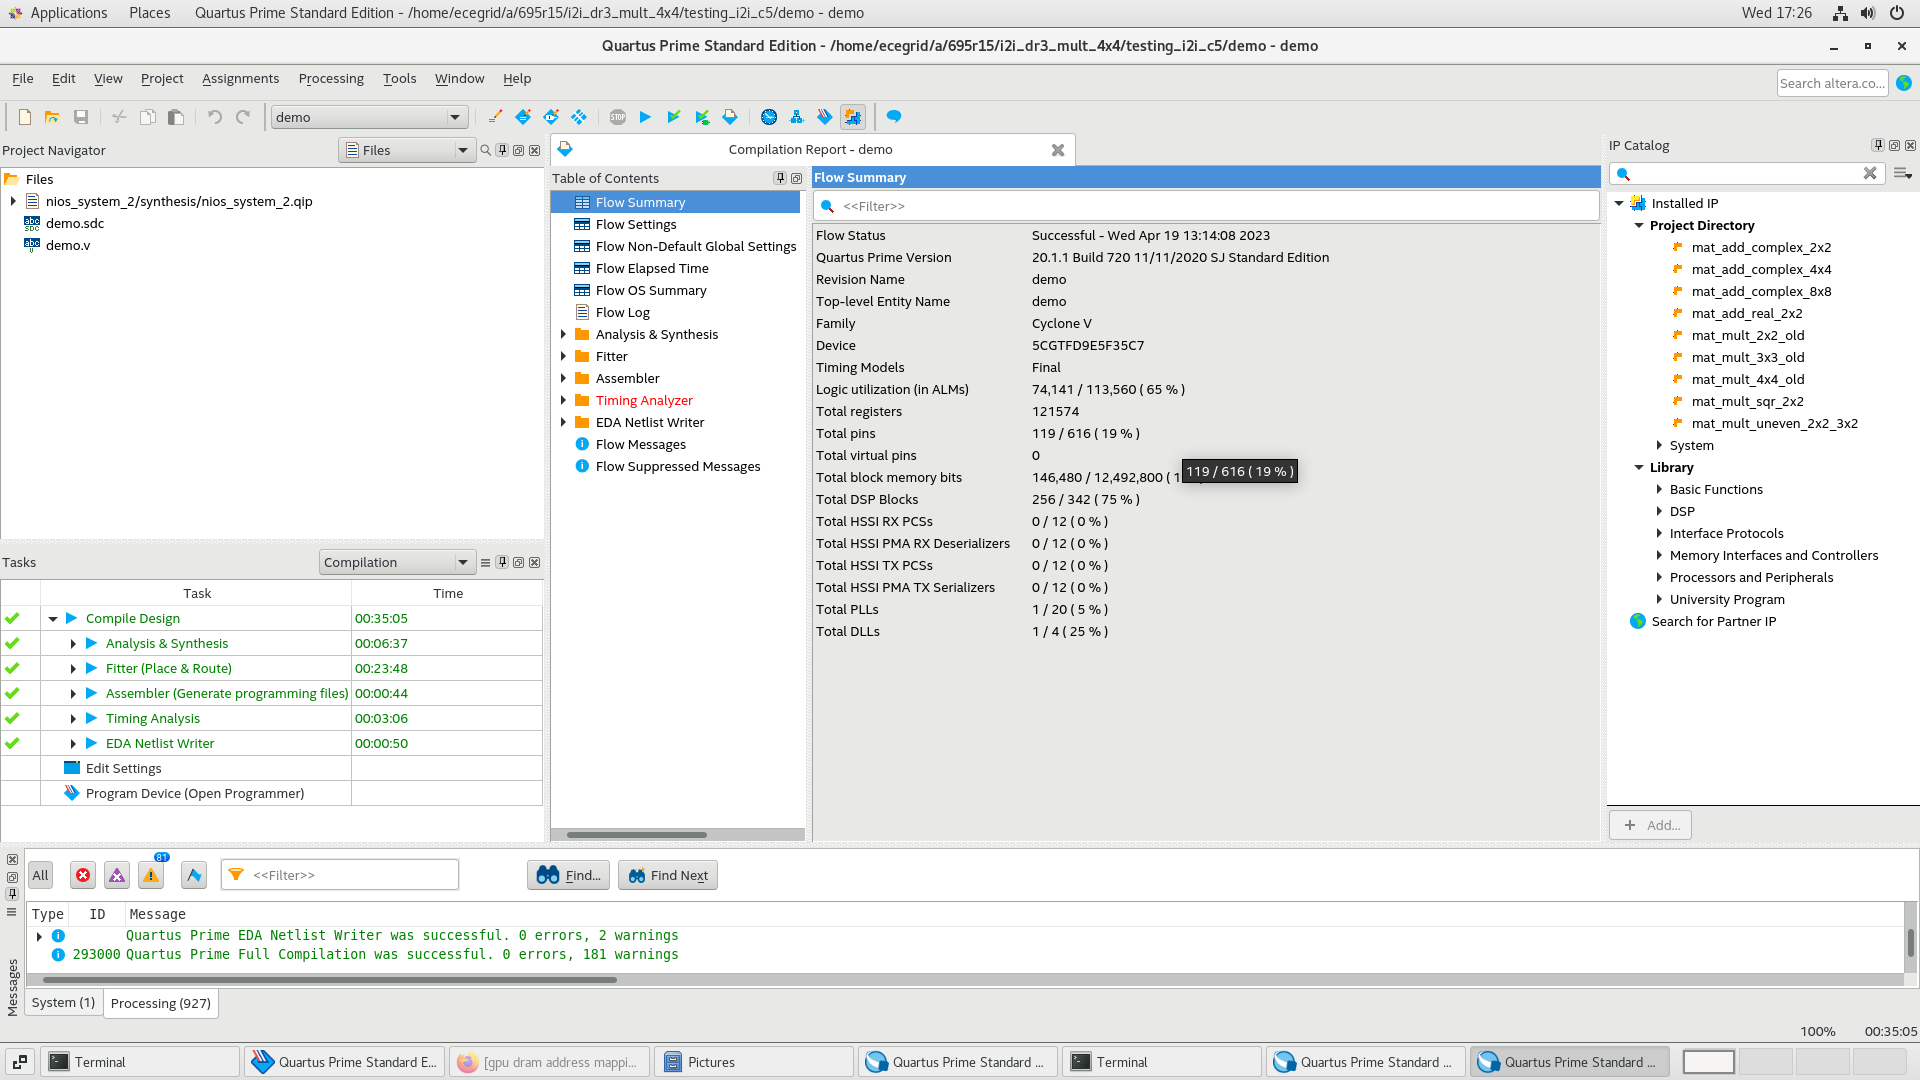 Applications Places Quartus Prime Standard Edition - /home/ecegrid/a/695r15/i2i_dr3_mult_4x4/testing_i2i_c5/demo - demo Wed 17:26
Quartus Prime Standard Edition - /home/ecegrid/a/695r15/i2i_dr3_mult_4x4/testing_i2i_c5/demo - demo
File Edit View Project Assignments Processing Tools Window Help
Search altera.co...
demo
STOP
Project Navigator
Files
Files
nios_system_2/synthesis/nios_system_2.qip
demo.sdc
demo.v
Tasks
Compilation
Task Time
Compile Design 00:35:05
Analysis & Synthesis 00:06:37
Fitter (Place & Route) 00:23:48
Assembler (Generate programming files) 00:00:44
Timing Analysis 00:03:06
EDA Netlist Writer 00:00:50
Edit Settings
Program Device (Open Programmer)
Compilation Report - demo
Table of Contents
Flow Summary
Flow Settings
Flow Non-Default Global Settings
Flow Elapsed Time
Flow OS Summary
Flow Log
Analysis & Synthesis
Fitter
Assembler
Timing Analyzer
EDA Netlist Writer
Flow Messages
Flow Suppressed Messages
Flow Summary
<<Filter>>
Flow Status Successful - Wed Apr 19 13:14:08 2023
Quartus Prime Version 20.1.1 Build 720 11/11/2020 SJ Standard Edition
Revision Name demo
Top-level Entity Name demo
Family Cyclone V
Device 5CGTFD9E5F35C7
Timing Models Final
Logic utilization (in ALMs) 74,141 / 113,560 ( 65 % )
Total registers 121574
Total pins 119 / 616 ( 19 % )
Total virtual pins 0
119 / 616 ( 19 % )
Total block memory bits 146,480 / 12,492,800 ( 1
Total DSP Blocks 256 / 342 ( 75 % )
Total HSSI RX PCSs 0 / 12 ( 0 % )
Total HSSI PMA RX Deserializers 0 / 12 ( 0 % )
Total HSSI TX PCSs 0 / 12 ( 0 % )
Total HSSI PMA TX Serializers 0 / 12 ( 0 % )
Total PLLs 1 / 20 ( 5 % )
Total DLLs 1 / 4 ( 25 % )
IP Catalog
Installed IP
Project Directory
mat_add_complex_2x2
mat_add_complex_4x4
mat_add_complex_8x8
mat_add_real_2x2
mat_mult_2x2_old
mat_mult_3x3_old
mat_mult_4x4_old
mat_mult_sqr_2x2
mat_mult_uneven_2x2_3x2
System
Library
Basic Functions
DSP
Interface Protocols
Memory Interfaces and Controllers
Processors and Peripherals
University Program
Search for Partner IP
+ Add...
Messages
All 81 <<Filter>> Find... Find Next
Type ID Message
Quartus Prime EDA Netlist Writer was successful. 0 errors, 2 warnings
293000 Quartus Prime Full Compilation was successful. 0 errors, 181 warnings
System (1) Processing (927)
100% 00:35:05
Terminal Quartus Prime Standard E... [gpu dram address mappi... Pictures Quartus Prime Standard ... Terminal Quartus Prime Standard ... Quartus Prime Standard ...